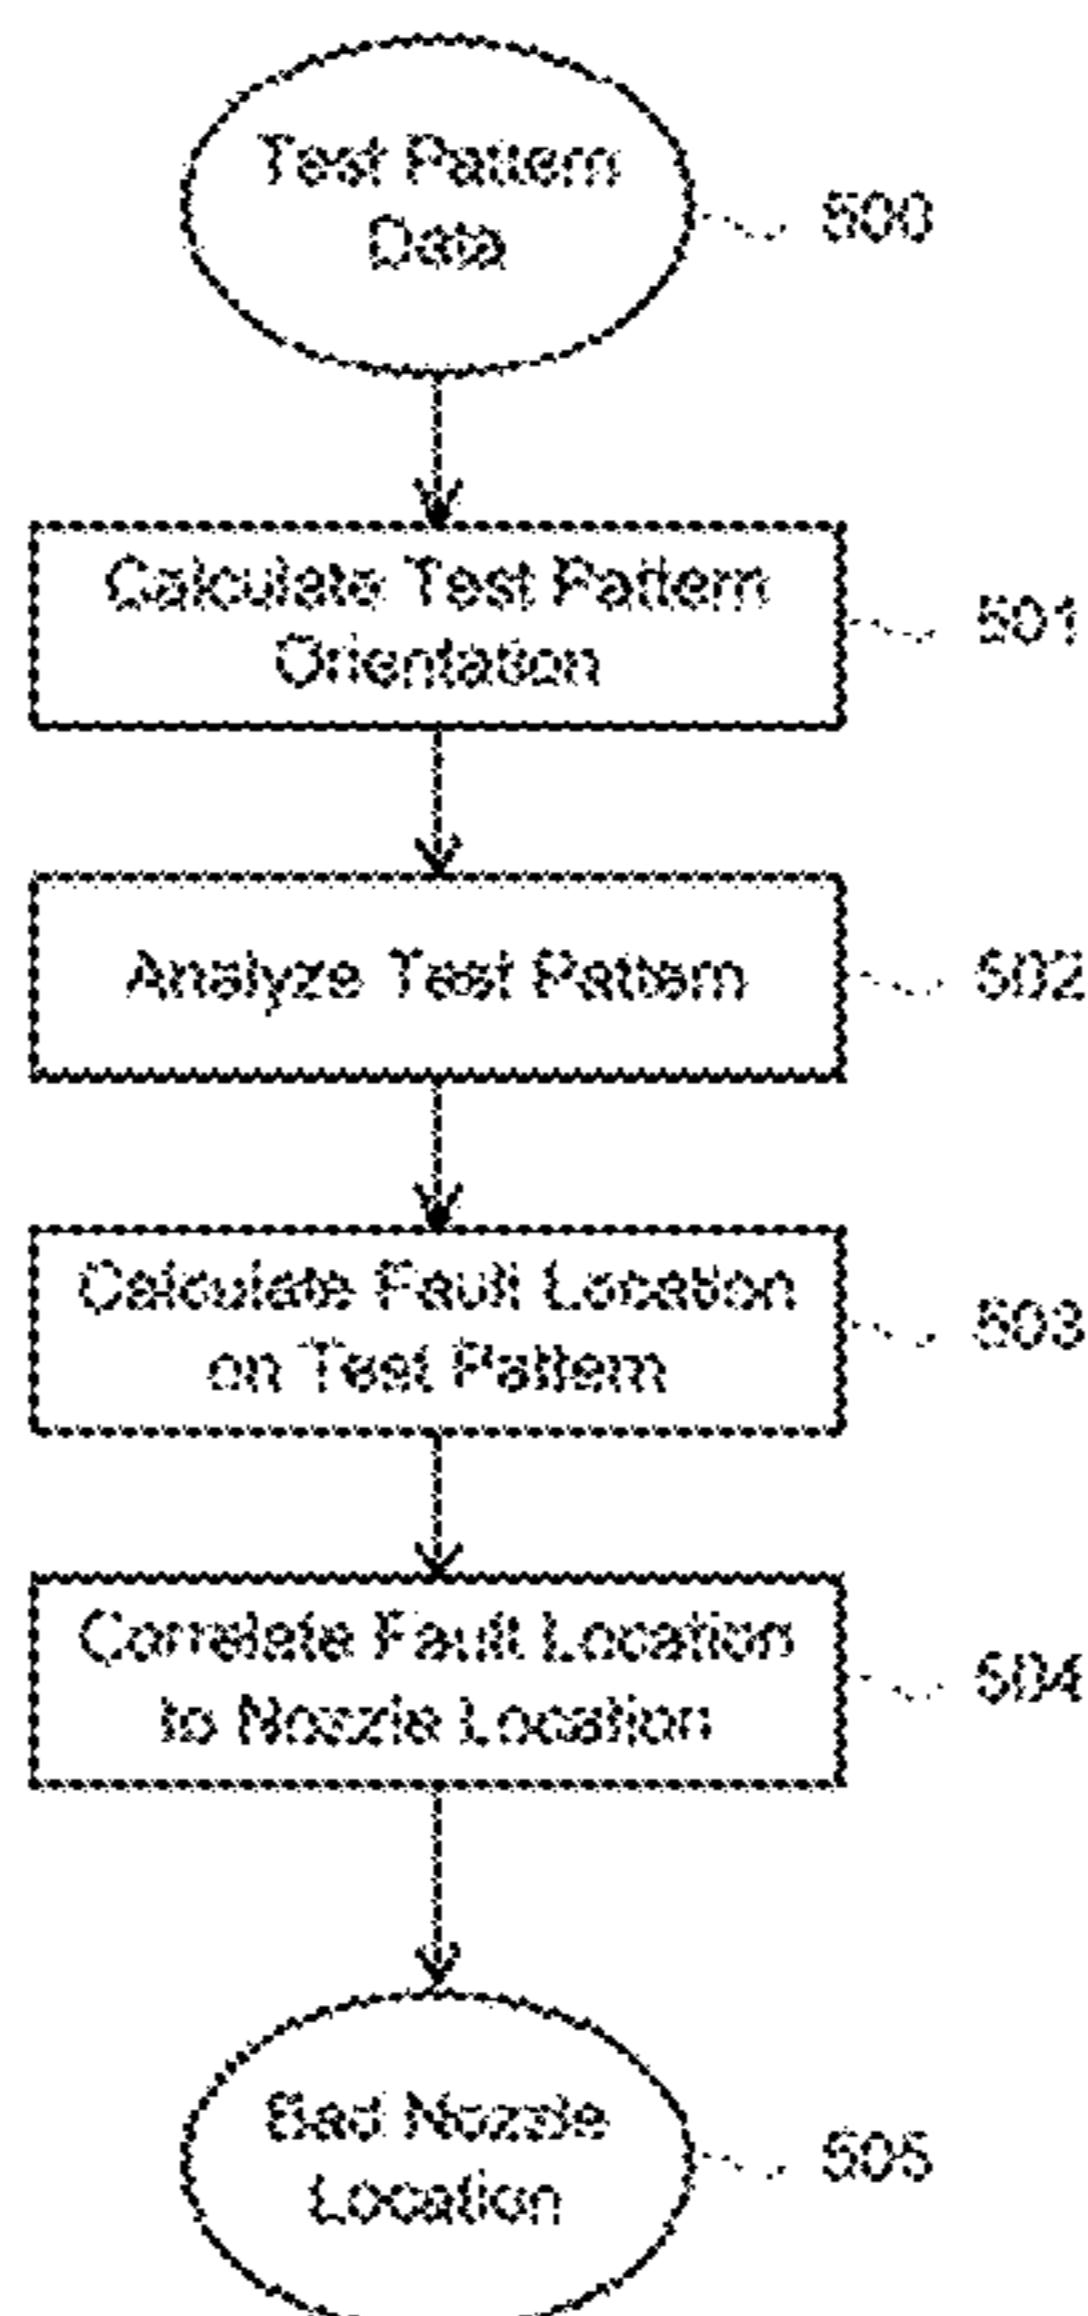 Test Pattern
Data
500
Calculate Test Pattern
Orientation
501
Analyze Test Pattern
502
Calculate Fault Location
on Test Pattern
503
Correlate Fault Location
to Nozzle Location
504
Bad Nozzle
Location
505